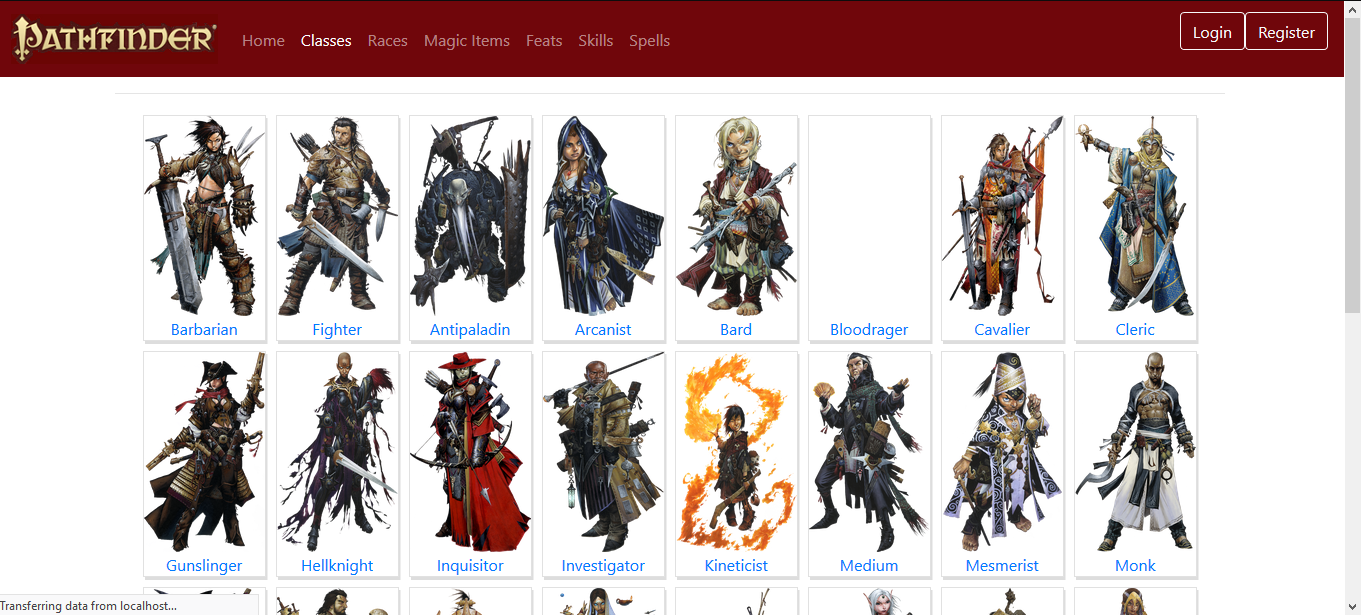 PATHFINDER
Home Classes Races Magic Items Feats Skills Spells
Login Register
Barbarian Fighter Antipaladin Arcanist Bard Bloodrager Cavalier Cleric
Gunslinger Hellknight Inquisitor Investigator Kineticist Medium Mesmerist Monk
Transferring data from localhost...